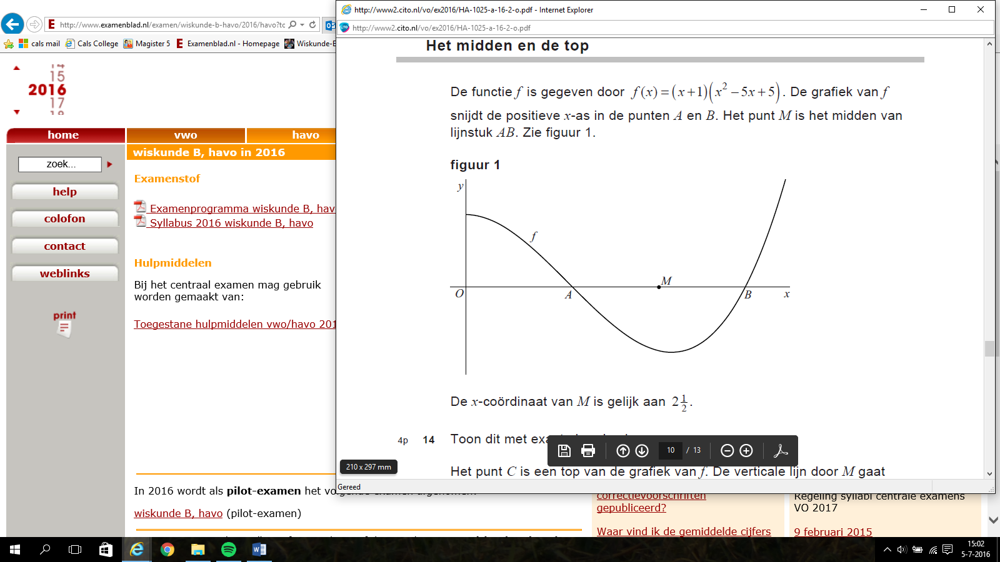 http://www2.cito.nl/vo/ex2016/HA-1025-a-16-2-o.pdf - Internet Explorer
http://www.examenblad.nl/examen/wiskunde-b-havo/2016/havo?tc
http://www2.cito.nl/vo/ex2016/HA-1025-a-16-2-o.pdf
cals mail
Cals College
Magister 5
Examenblad.nl - Homepage
Wiskunde-E
15
2016
17
home
vwo
havo
wiskunde B, havo in 2016
zoek...
help
colofon
contact
weblinks
print
Examenstof
Examenprogramma wiskunde B, hav
Syllabus 2016 wiskunde B, havo
Hulpmiddelen
Bij het centraal examen mag gebruik
worden gemaakt van:
Toegestane hulpmiddelen vwo/havo 201
In 2016 wordt als pilot-examen het vo
wiskunde B, havo (pilot-examen)
Het midden en de top
De functie f is gegeven door f(x)=(x+1)(x²−5x+5). De grafiek van f
snijdt de positieve x-as in de punten A en B. Het punt M is het midden van
lijnstuk AB. Zie figuur 1.
figuur 1
y
f
M
O
A
B
x
De x-coördinaat van M is gelijk aan 2½.
4p 14 Toon dit met
10 / 13
210 x 297 mm
Het punt C is een top van de grafiek van f. De verticale lijn door M gaat
Gereed
correctievoorschriften
gepubliceerd?
Waar vind ik de gemiddelde cijfers
Regeling syllabi centrale examens
VO 2017
9 februari 2015
15:02
5-7-2016